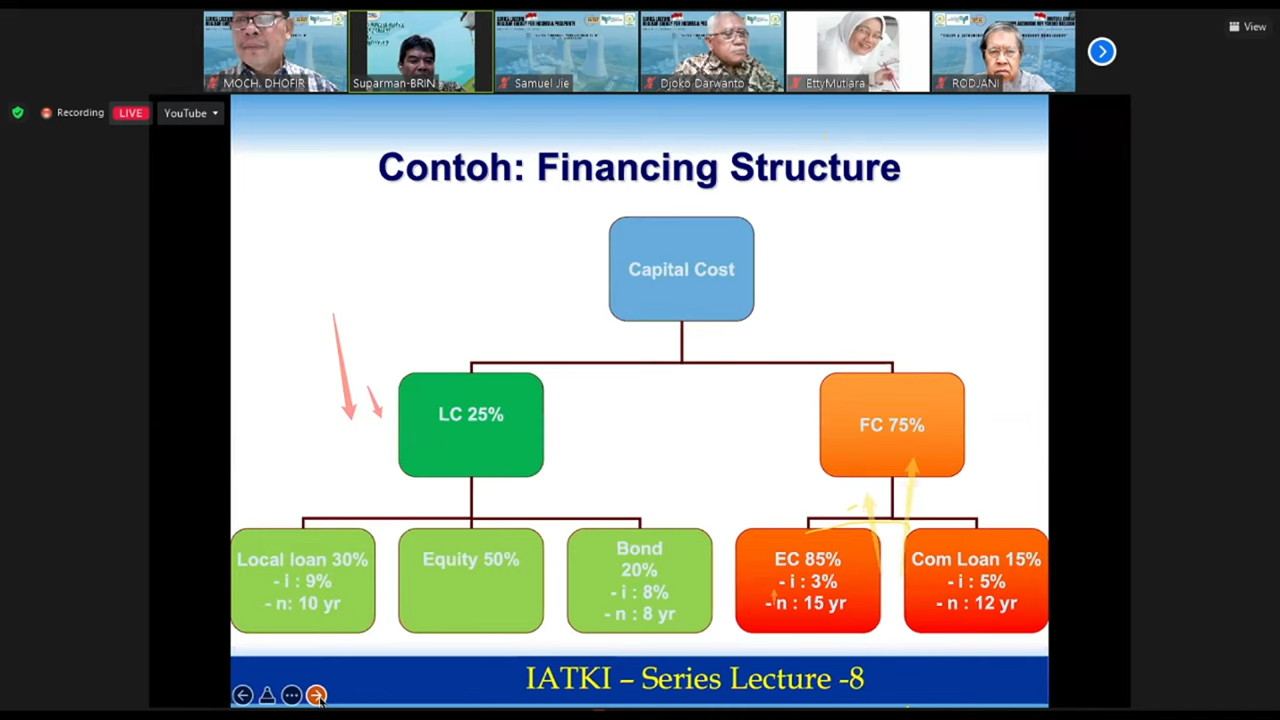 MOCH. DHOFIR
Suparman-BRIN
Samuel Jie
Djoko Darwanto
EttyMutiara
RODJANI
View
Recording
LIVE
YouTube
Contoh: Financing Structure
Capital Cost
LC 25%
FC 75%
Local loan 30%
- i : 9%
- n: 10 yr
Equity 50%
Bond
20%
- i : 8%
- n : 8 yr
EC 85%
- i : 3%
- n : 15 yr
Com Loan 15%
- i : 5%
- n : 12 yr
IATKI – Series Lecture -8